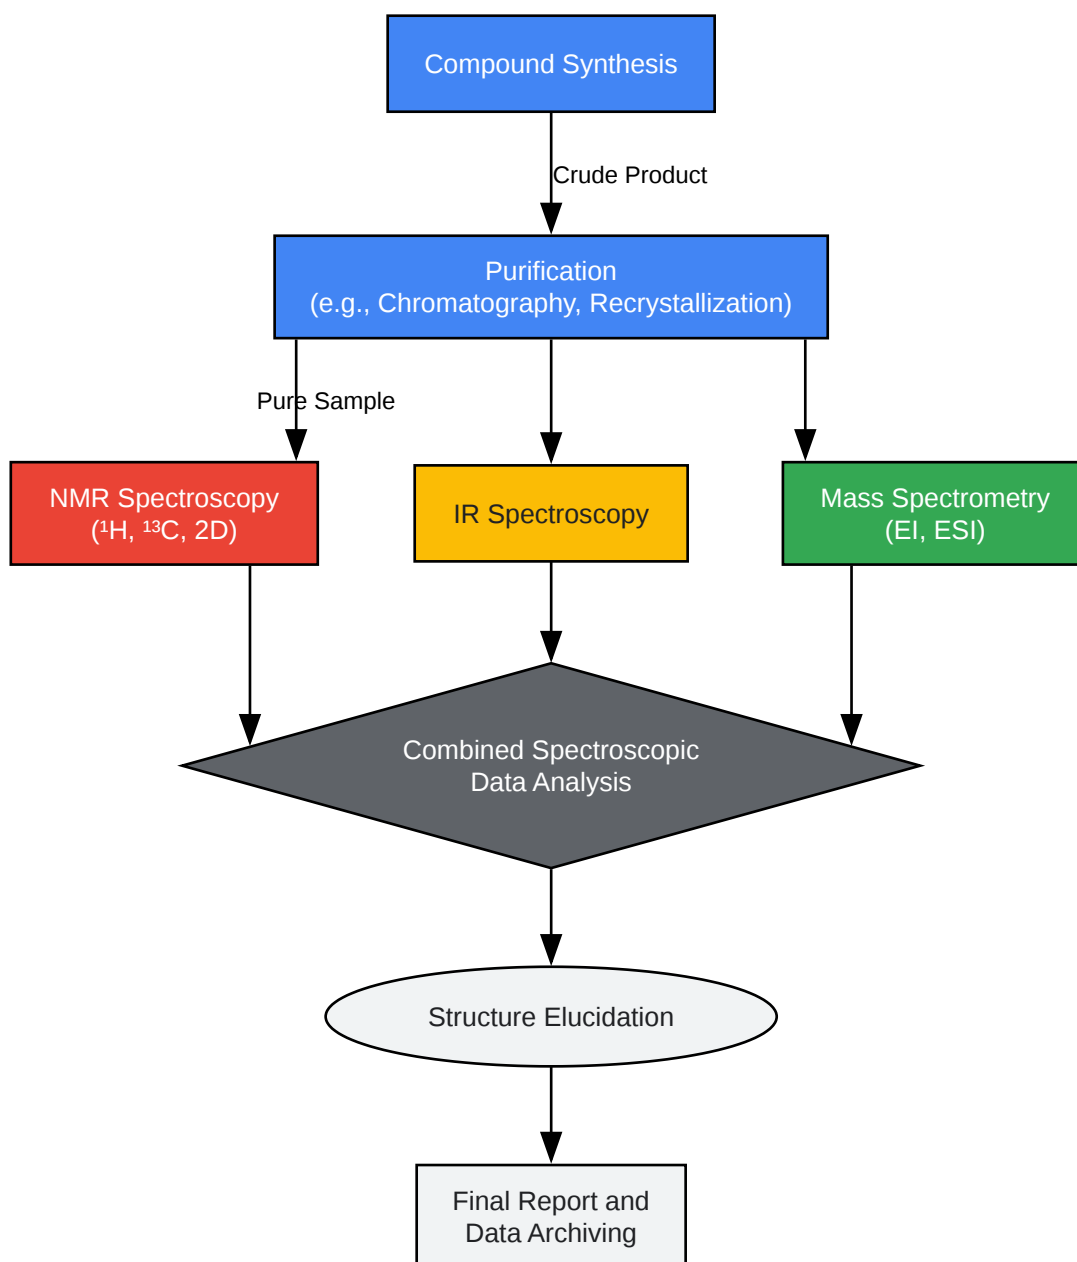 Compound Synthesis
Crude Product
Purification
(e.g., Chromatography, Recrystallization)
Pure Sample
NMR Spectroscopy
(¹H, ¹³C, 2D)
IR Spectroscopy
Mass Spectrometry
(EI, ESI)
Combined Spectroscopic
Data Analysis
Structure Elucidation
Final Report and
Data Archiving